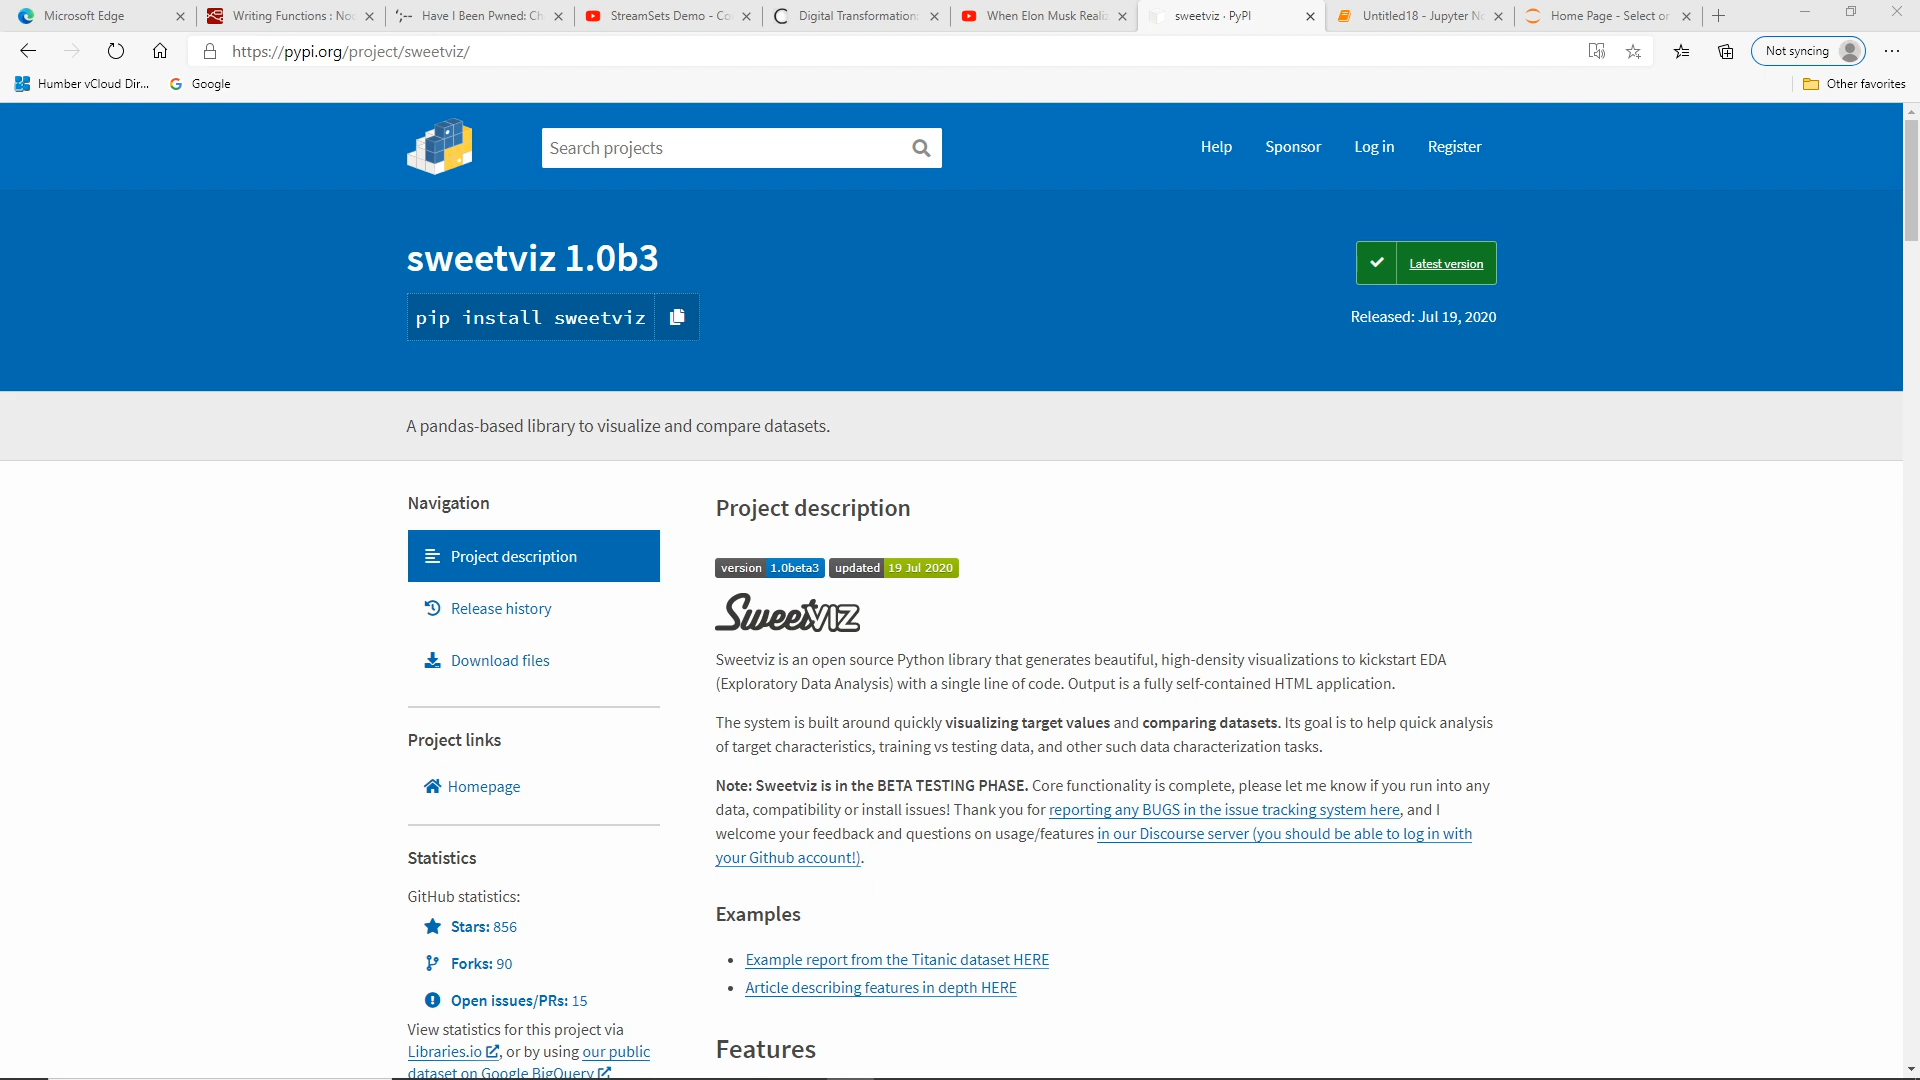 Microsoft Edge
Writing Functions : No
Have I Been Pwned: Ch
StreamSets Demo - Co
Digital Transformation
When Elon Musk Realiz
sweetviz · PyPI
Untitled18 - Jupyter N
Home Page - Select or
https://pypi.org/project/sweetviz/
Not syncing
Humber vCloud Dir...
Google
Other favorites
Search projects
Help
Sponsor
Log in
Register
sweetviz 1.0b3
pip install sweetviz
Latest version
Released: Jul 19, 2020
A pandas-based library to visualize and compare datasets.
Navigation
Project description
Release history
Download files
Project links
Homepage
Statistics
GitHub statistics:
Stars: 856
Forks: 90
Open issues/PRs: 15
View statistics for this project via
Libraries.io, or by using our public
dataset on Google BigQuery
Project description
version 1.0beta3 updated 19 Jul 2020
SweetVIZ
Sweetviz is an open source Python library that generates beautiful, high-density visualizations to kickstart EDA
(Exploratory Data Analysis) with a single line of code. Output is a fully self-contained HTML application.
The system is built around quickly visualizing target values and comparing datasets. Its goal is to help quick analysis
of target characteristics, training vs testing data, and other such data characterization tasks.
Note: Sweetviz is in the BETA TESTING PHASE. Core functionality is complete, please let me know if you run into any
data, compatibility or install issues! Thank you for reporting any BUGS in the issue tracking system here, and I
welcome your feedback and questions on usage/features in our Discourse server (you should be able to log in with
your Github account!).
Examples
Example report from the Titanic dataset HERE
Article describing features in depth HERE
Features